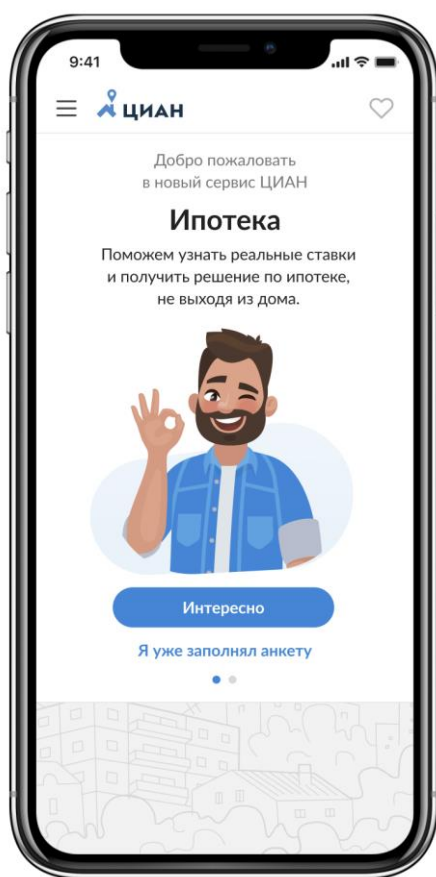 9:41
ЦИАН
Добро пожаловать
в новый сервис ЦИАН
Ипотека
Поможем узнать реальные ставки
и получить решение по ипотеке,
не выходя из дома.
Интересно
Я уже заполнял анкету